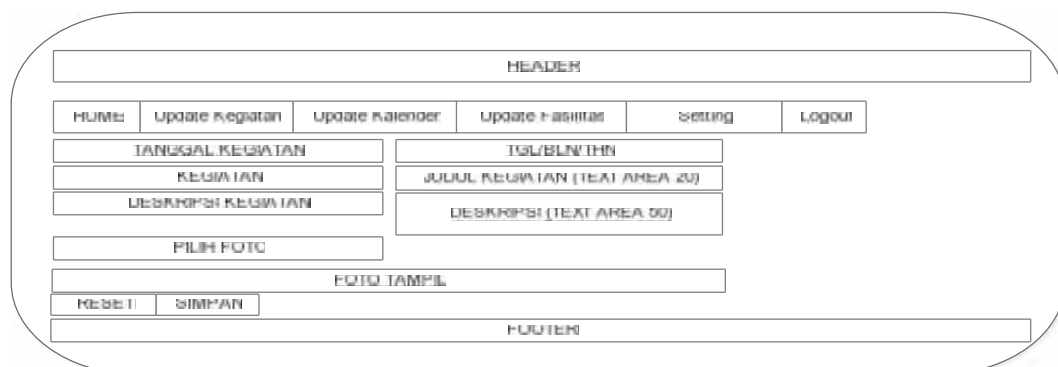 HEADER
HOME Update Kegiatan Update Kalender Update Fasilitas Setting Logout
TANGGAL KEGIATAN TGL/BLN/THN
KEGIATAN JUDUL KEGIATAN (TEXT AREA 20)
DESKRIPSI KEGIATAN DESKRIPSI (TEXT AREA 50)
PILIH FOTO
FOTO TAMPIL
RESET SIMPAN
FOOTER